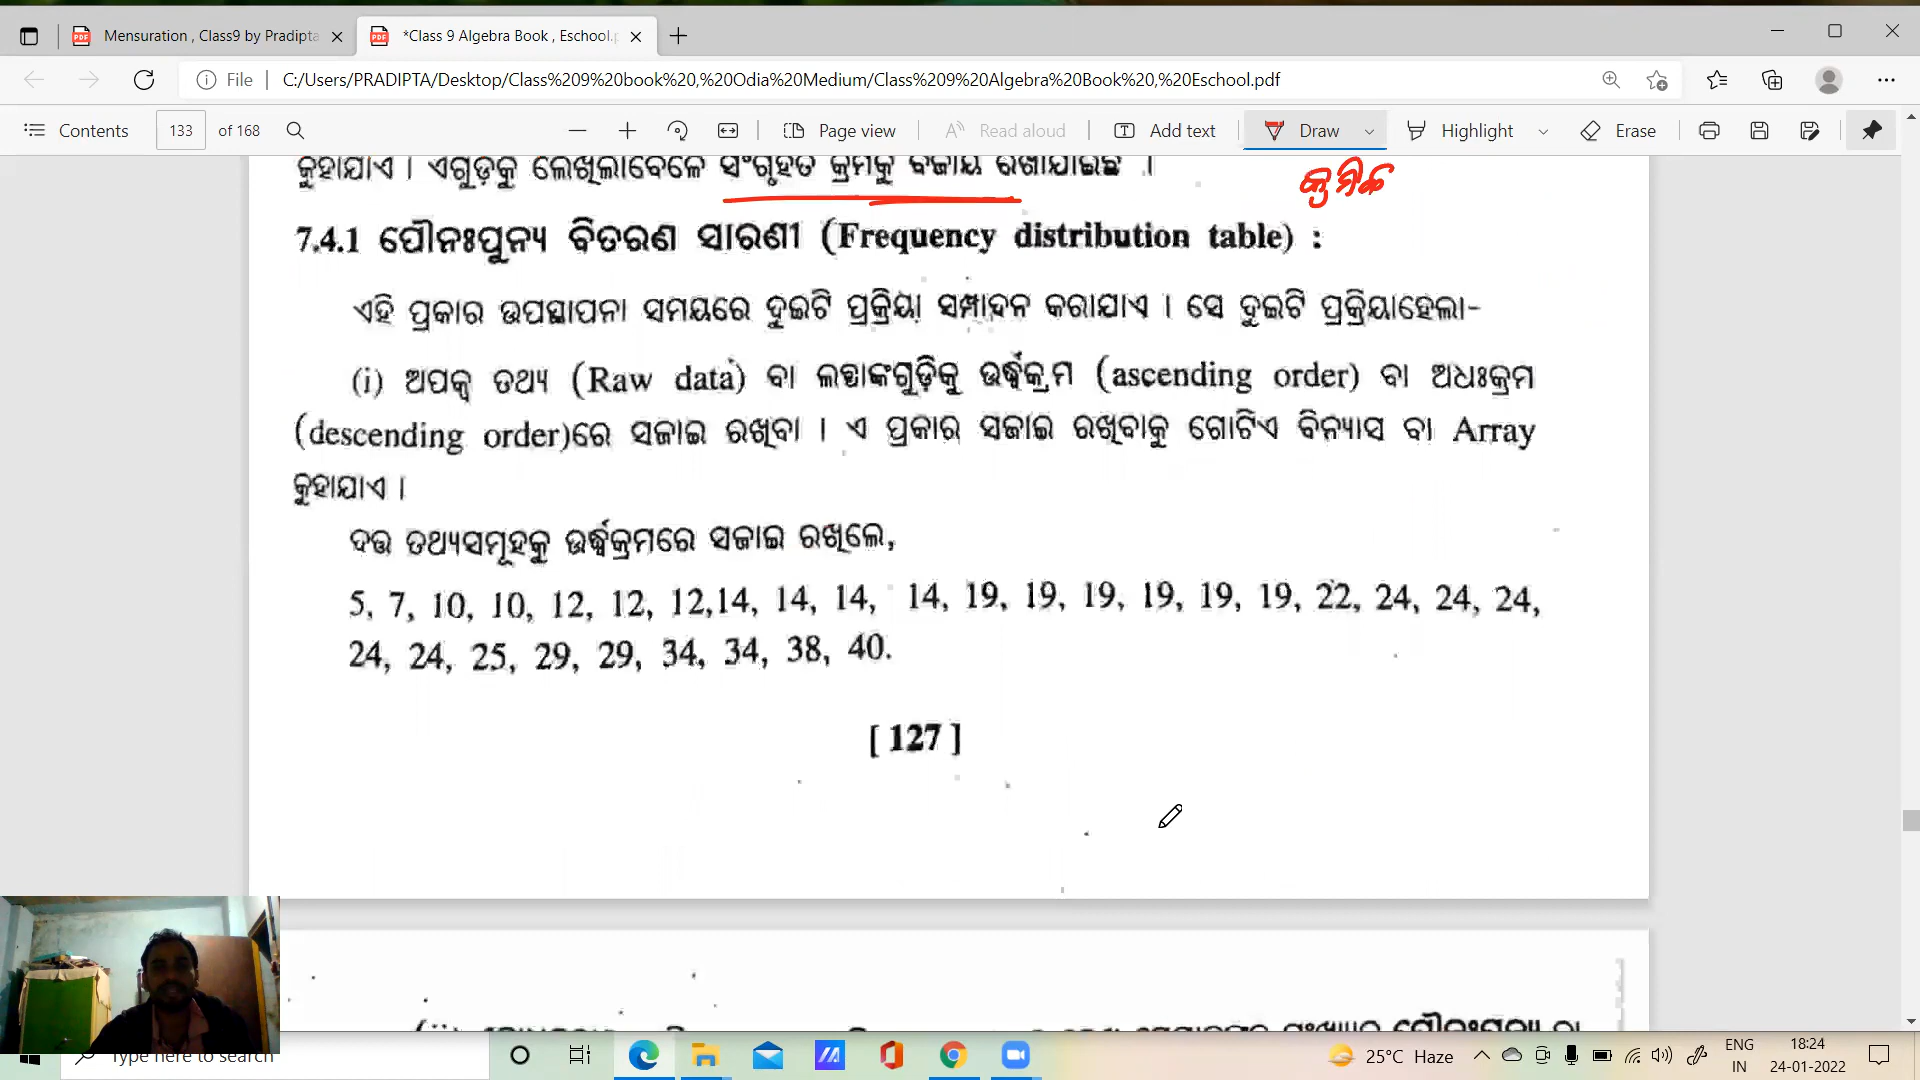 Mensuration , Class9 by Pradipta
*Class 9 Algebra Book , Eschool.p
File C:/Users/PRADIPTA/Desktop/Class%209%20book%20,%20Odia%20Medium/Class%209%20Algebra%20Book%20,%20Eschool.pdf
Contents 133 of 168 Page view Read aloud Add text Draw Highlight Erase
କୁହାଯାଏ । ଏଗୁଡ଼ିକୁ ଲେଖିଲାବେଳେ ସଂଗୃହୀତ କ୍ରମକୁ ବଜାୟ ରଖାଯାଇଛି ।
କ୍ରମିକ
7.4.1 ପୌନଃପୁନ୍ୟ ବିତରଣ ସାରଣୀ (Frequency distribution table) :
ଏହି ପ୍ରକାର ଉପସ୍ଥାପନା ସମୟରେ ଦୁଇଟି ପ୍ରକ୍ରିୟା ସମ୍ପାଦନ କରାଯାଏ । ସେ ଦୁଇଟି ପ୍ରକ୍ରିୟାହେଲା-
(i) ଅପକ୍ୱ ତଥ୍ୟ (Raw data) ବା ଲବ୍ଧାଙ୍କଗୁଡ଼ିକୁ ଊର୍ଦ୍ଧ୍ୱକ୍ରମ (ascending order) ବା ଅଧଃକ୍ରମ
(descending order)ରେ ସଜାଇ ରଖିବା । ଏ ପ୍ରକାର ସଜାଇ ରଖିବାକୁ ଗୋଟିଏ ବିନ୍ୟାସ ବା Array
କୁହାଯାଏ ।
ଦତ୍ତ ତଥ୍ୟସମୂହକୁ ଊର୍ଦ୍ଧ୍ୱକ୍ରମରେ ସଜାଇ ରଖିଲେ,
5, 7, 10, 10, 12, 12, 12,14, 14, 14, 14, 19, 19, 19, 19, 19, 19, 22, 24, 24, 24,
24, 24, 25, 29, 29, 34, 34, 38, 40.
[ 127 ]
Type here to search
25°C Haze
ENG
IN
18:24
24-01-2022